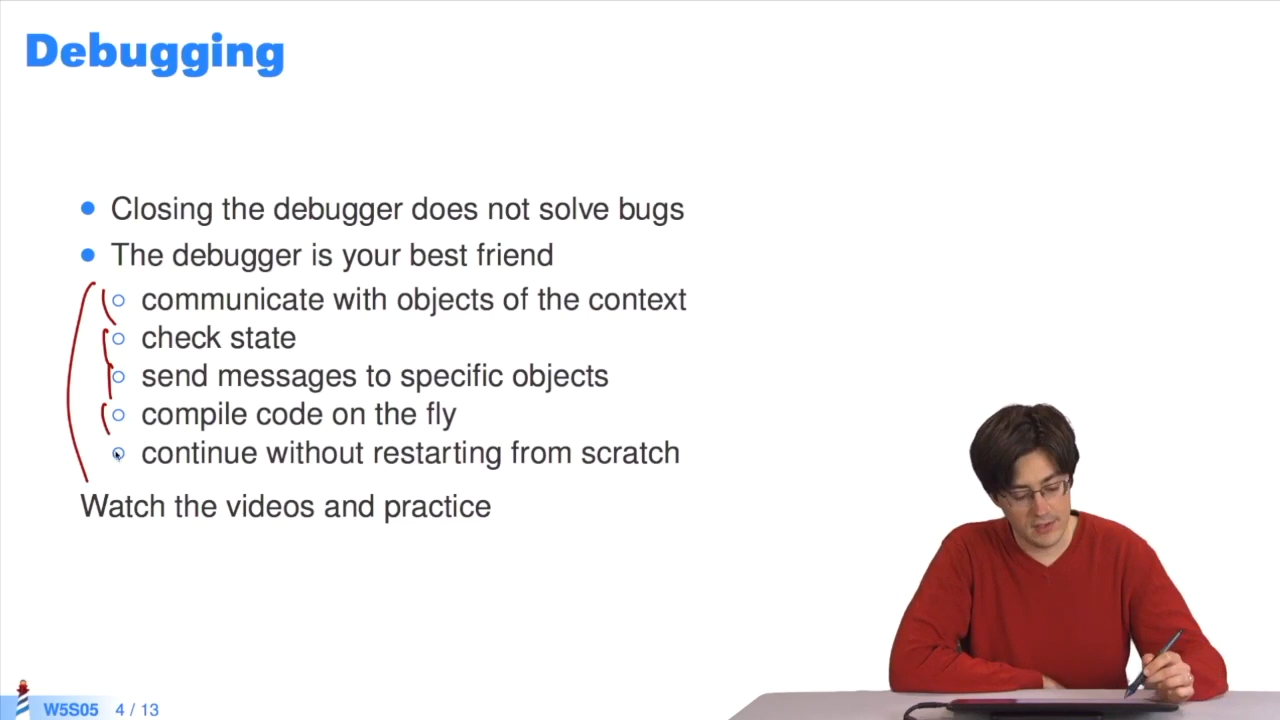 Debugging
Closing the debugger does not solve bugs
The debugger is your best friend
communicate with objects of the context
check state
send messages to specific objects
compile code on the fly
continue without restarting from scratch
Watch the videos and practice
W5S05 4 / 13